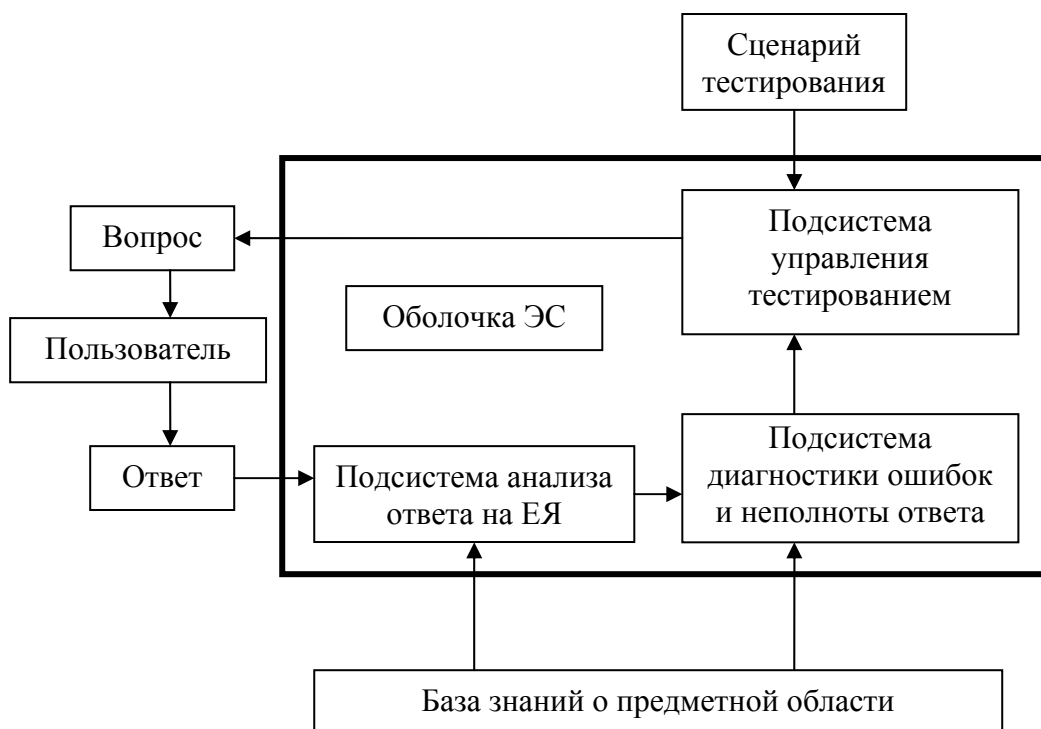 Сценарий
тестирования
Вопрос
Подсистема
управления
тестированием
Оболочка ЭС
Пользователь
Ответ
Подсистема анализа
ответа на ЕЯ
Подсистема
диагностики ошибок
и неполноты ответа
База знаний о предметной области